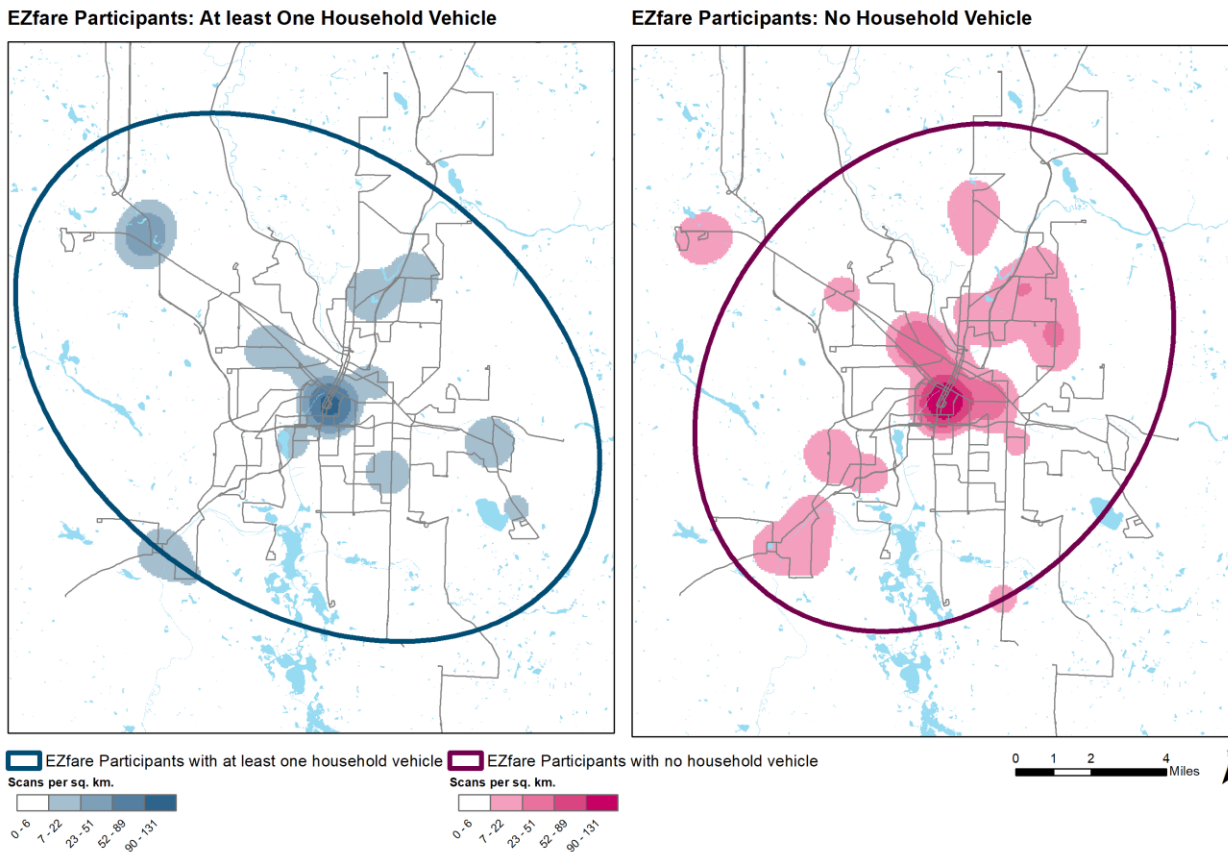 EZfare Participants: At least One Household Vehicle
EZfare Participants: No Household Vehicle
EZfare Participants with at least one household vehicle
EZfare Participants with no household vehicle
Scans per sq. km.
0 - 6
7 - 22
23 - 51
52 - 89
90 - 131
Scans per sq. km.
0 - 6
7 - 22
23 - 51
52 - 89
90 - 131
0 1 2 4
Miles